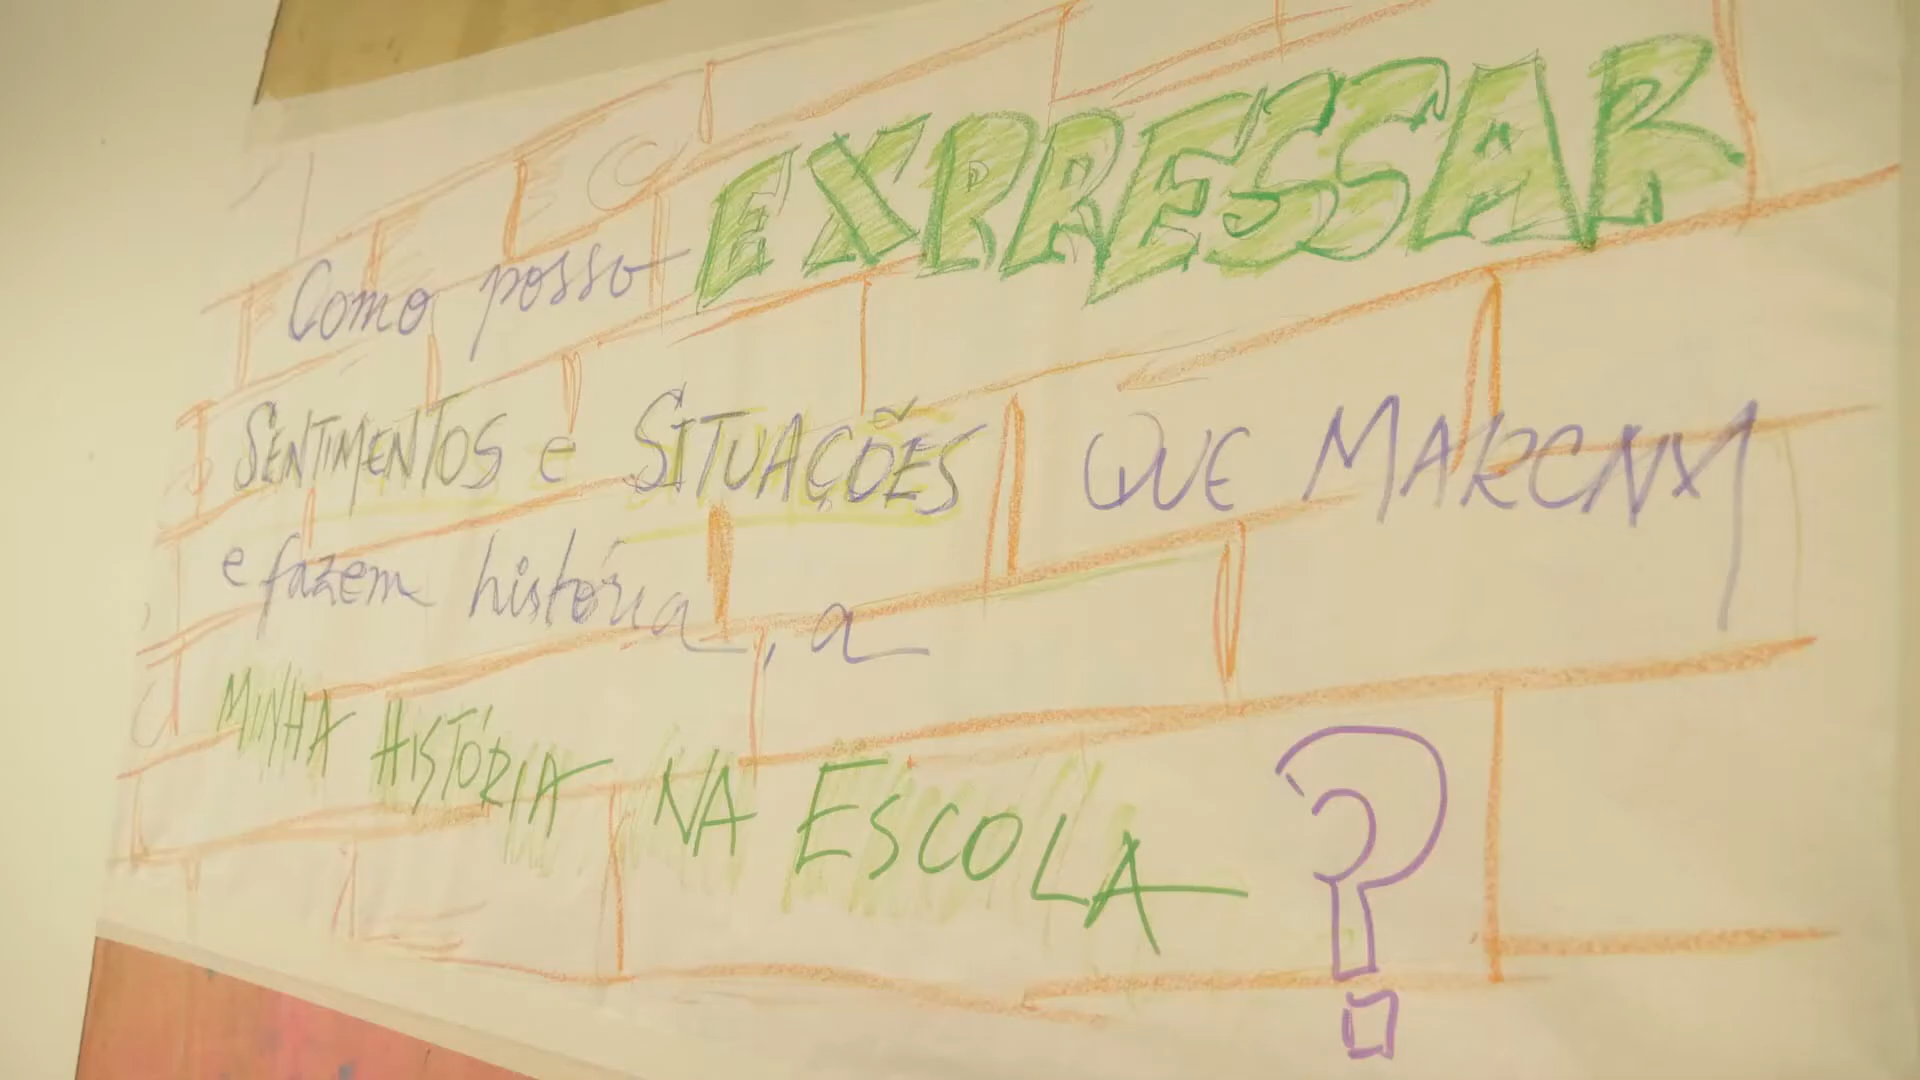 Como posso EXPRESSAR
SENTIMENTOS e SITUAÇÕES QUE MARCAM
e fazem história, a
MINHA HISTÓRIA NA ESCOLA ?